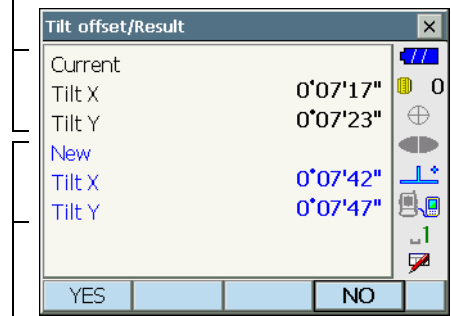 Tilt offset/Result
Current
Tilt X 0°07'17"
Tilt Y 0°07'23"
New
Tilt X 0°07'42"
Tilt Y 0°07'47"
0
1
YES NO